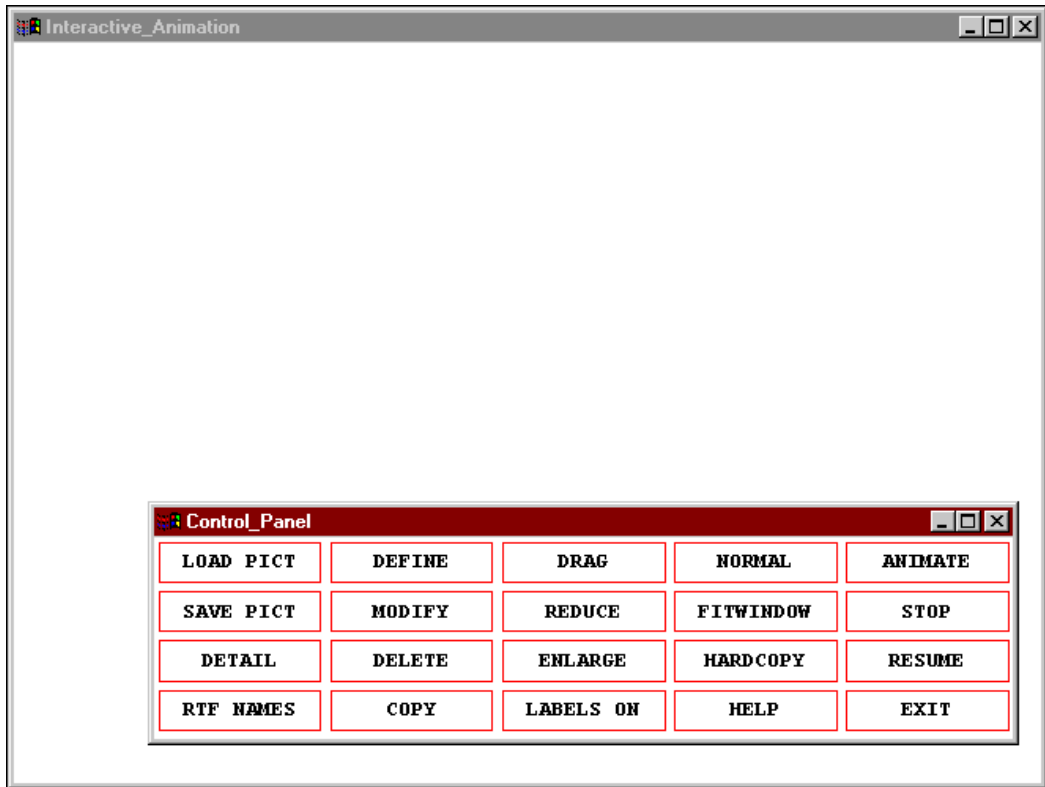 Interactive_Animation
Control_Panel
LOAD PICT DEFINE DRAG NORMAL ANIMATE
SAVE PICT MODIFY REDUCE FITWINDOW STOP
DETAIL DELETE ENLARGE HARDCOPY RESUME
RTF NAMES COPY LABELS ON HELP EXIT